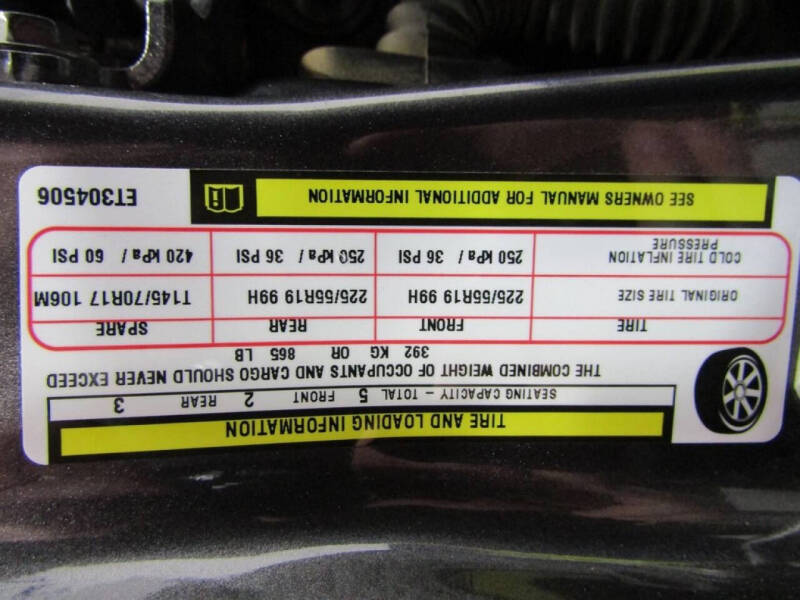 TIRE AND LOADING INFORMATION
SEATING CAPACITY - TOTAL 5 FRONT 2 REAR 3
THE COMBINED WEIGHT OF OCCUPANTS AND CARGO SHOULD NEVER EXCEED
392 KG OR 865 LB
TIRE FRONT REAR SPARE
ORIGINAL TIRE SIZE 225/55R19 99H 225/55R19 99H T145/70R17 106M
COLD TIRE INFLATION
PRESSURE 250 kPa / 36 PSI 250 kPa / 36 PSI 420 kPa / 60 PSI
SEE OWNERS MANUAL FOR ADDITIONAL INFORMATION
ET304506